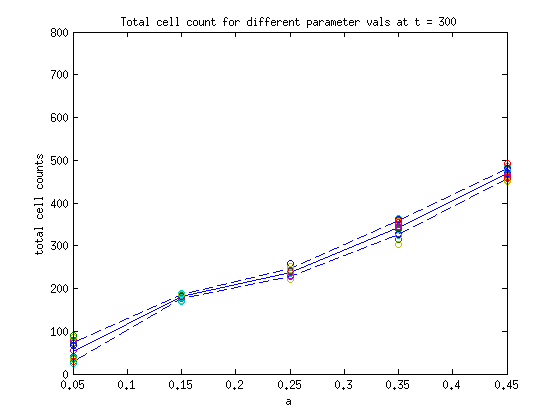 Total cell count for different parameter vals at t = 300
800
700
600
500
400
300
200
100
0
total cell counts
0.05 0.1 0.15 0.2 0.25 0.3 0.35 0.4 0.45
a